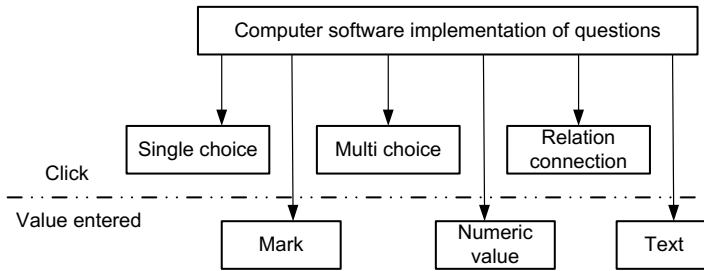 Computer software implementation of questions
Single choice
Multi choice
Relation
connection
Click
Value entered
Mark
Numeric
value
Text